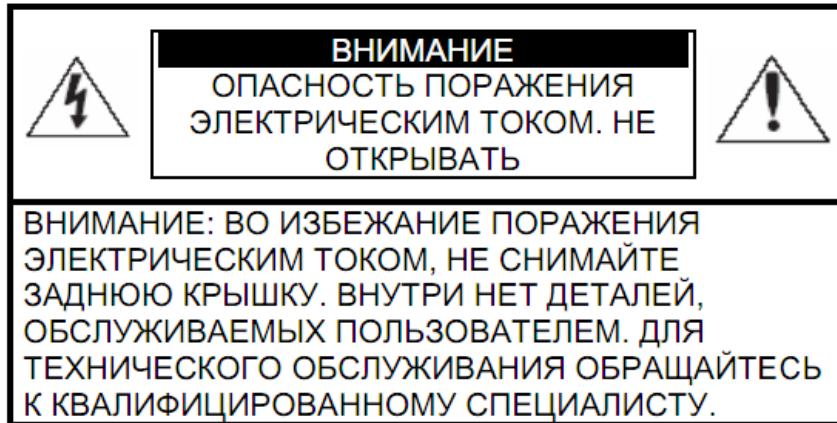 ВНИМАНИЕ
ОПАСНОСТЬ ПОРАЖЕНИЯ
ЭЛЕКТРИЧЕСКИМ ТОКОМ. НЕ
ОТКРЫВАТЬ
ВНИМАНИЕ: ВО ИЗБЕЖАНИЕ ПОРАЖЕНИЯ
ЭЛЕКТРИЧЕСКИМ ТОКОМ, НЕ СНИМАЙТЕ
ЗАДНЮЮ КРЫШКУ. ВНУТРИ НЕТ ДЕТАЛЕЙ,
ОБСЛУЖИВАЕМЫХ ПОЛЬЗОВАТЕЛЕМ. ДЛЯ
ТЕХНИЧЕСКОГО ОБСЛУЖИВАНИЯ ОБРАЩАЙТЕСЬ
К КВАЛИФИЦИРОВАННОМУ СПЕЦИАЛИСТУ.